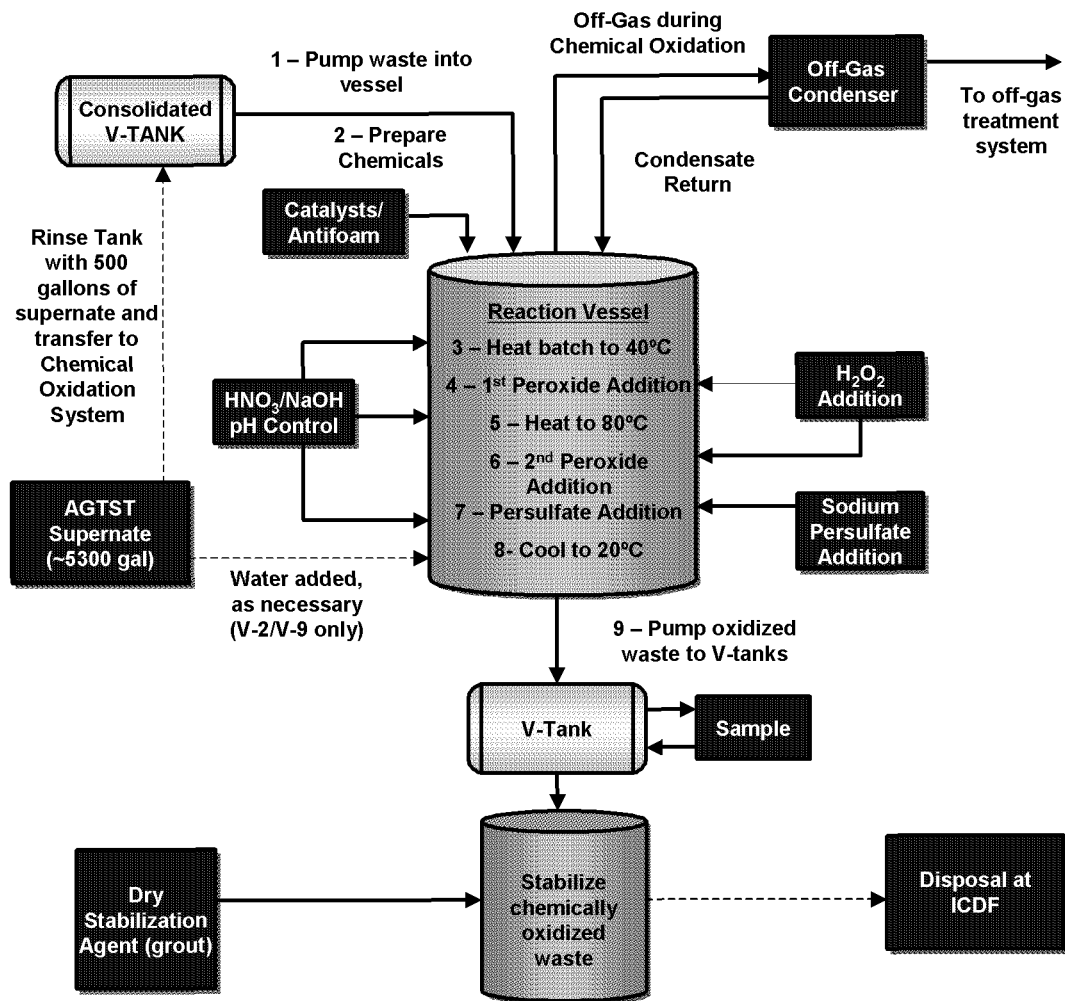 Off-Gas during
Chemical Oxidation
1 – Pump waste into
vessel
Off-Gas
Condenser
Consolidated
V-TANK
To off-gas
treatment
system
2 – Prepare
Chemicals
Condensate
Return
Catalysts/
Antifoam
Rinse Tank
with 500
gallons of
supernate and
transfer to
Chemical
Oxidation
System
Reaction Vessel
3 – Heat batch to 40ºC
4 – 1st Peroxide Addition
5 – Heat to 80ºC
6 – 2nd Peroxide
Addition
7 – Persulfate Addition
8- Cool to 20ºC
HNO₃/NaOH
pH Control
H₂O₂
Addition
Sodium
Persulfate
Addition
AGTST
Supernate
(~5300 gal)
Water added,
as necessary
(V-2/V-9 only)
9 – Pump oxidized
waste to V-tanks
V-Tank
Sample
Dry
Stabilization
Agent (grout)
Stabilize
chemically
oxidized
waste
Disposal at
ICDF